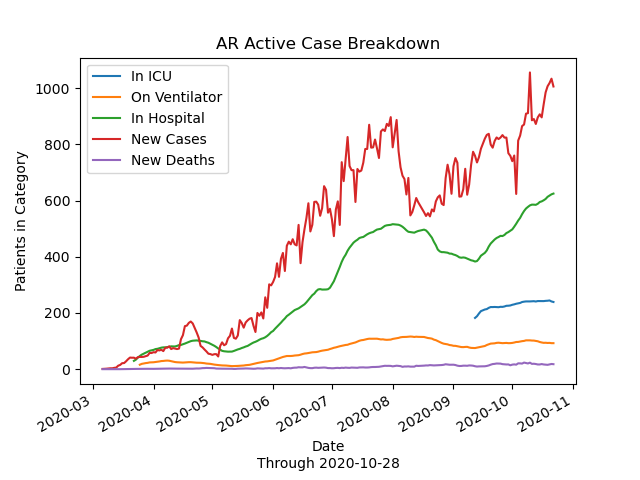 AR Active Case Breakdown
In ICU
On Ventilator
In Hospital
New Cases
New Deaths
Patients in Category
1000
800
600
400
200
0
2020-03
2020-04
2020-05
2020-06
2020-07
2020-08
2020-09
2020-10
2020-11
Date
Through 2020-10-28